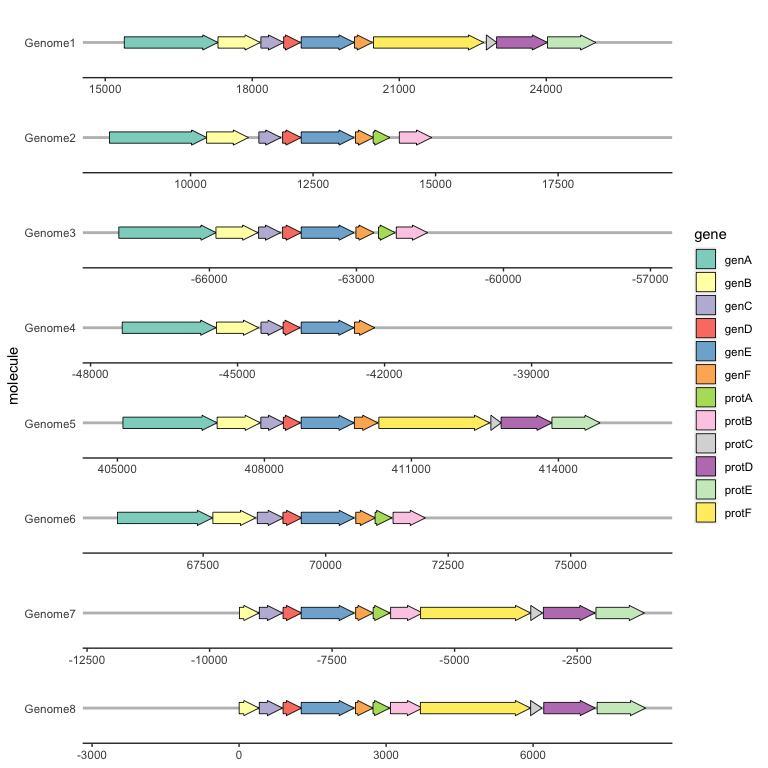 Genome1
15000 18000 21000 24000
Genome2
10000 12500 15000 17500
Genome3
-66000 -63000 -60000 -57000
Genome4
-48000 -45000 -42000 -39000
Genome5
405000 408000 411000 414000
Genome6
67500 70000 72500 75000
Genome7
-12500 -10000 -7500 -5000 -2500
Genome8
-3000 0 3000 6000
molecule
gene
genA
genB
genC
genD
genE
genF
protA
protB
protC
protD
protE
protF